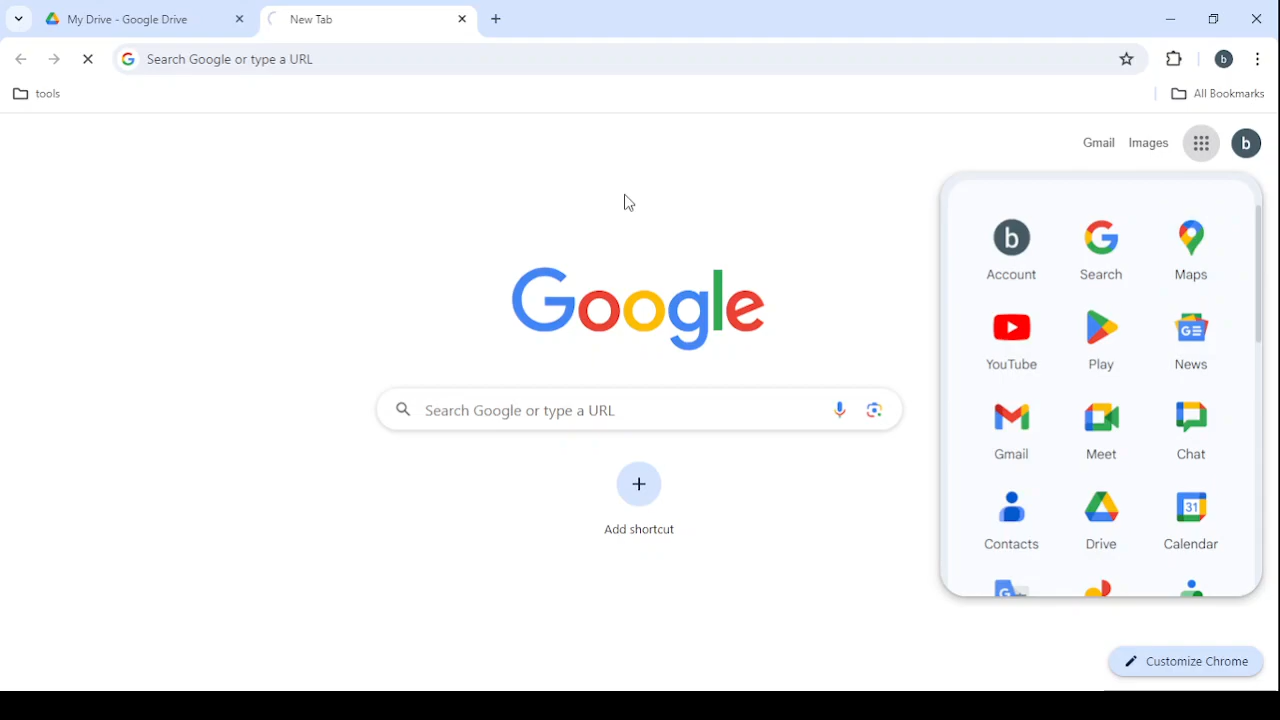 My Drive - Google Drive
New Tab
Search Google or type a URL
b
tools
All Bookmarks
Gmail
Images
b
Google
Search Google or type a URL
Add shortcut
b
Account
Search
Maps
YouTube
Play
GE
News
Gmail
Meet
Chat
Contacts
Drive
31
Calendar
G
Customize Chrome